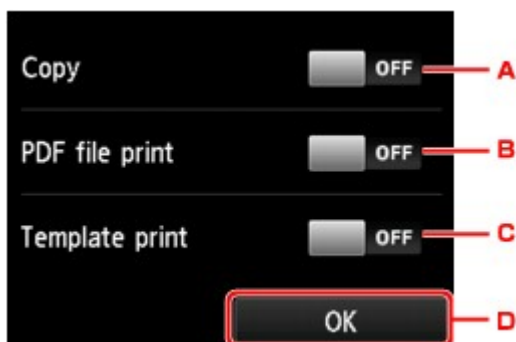 Copy OFF A
PDF file print OFF B
Template print OFF C
OK D